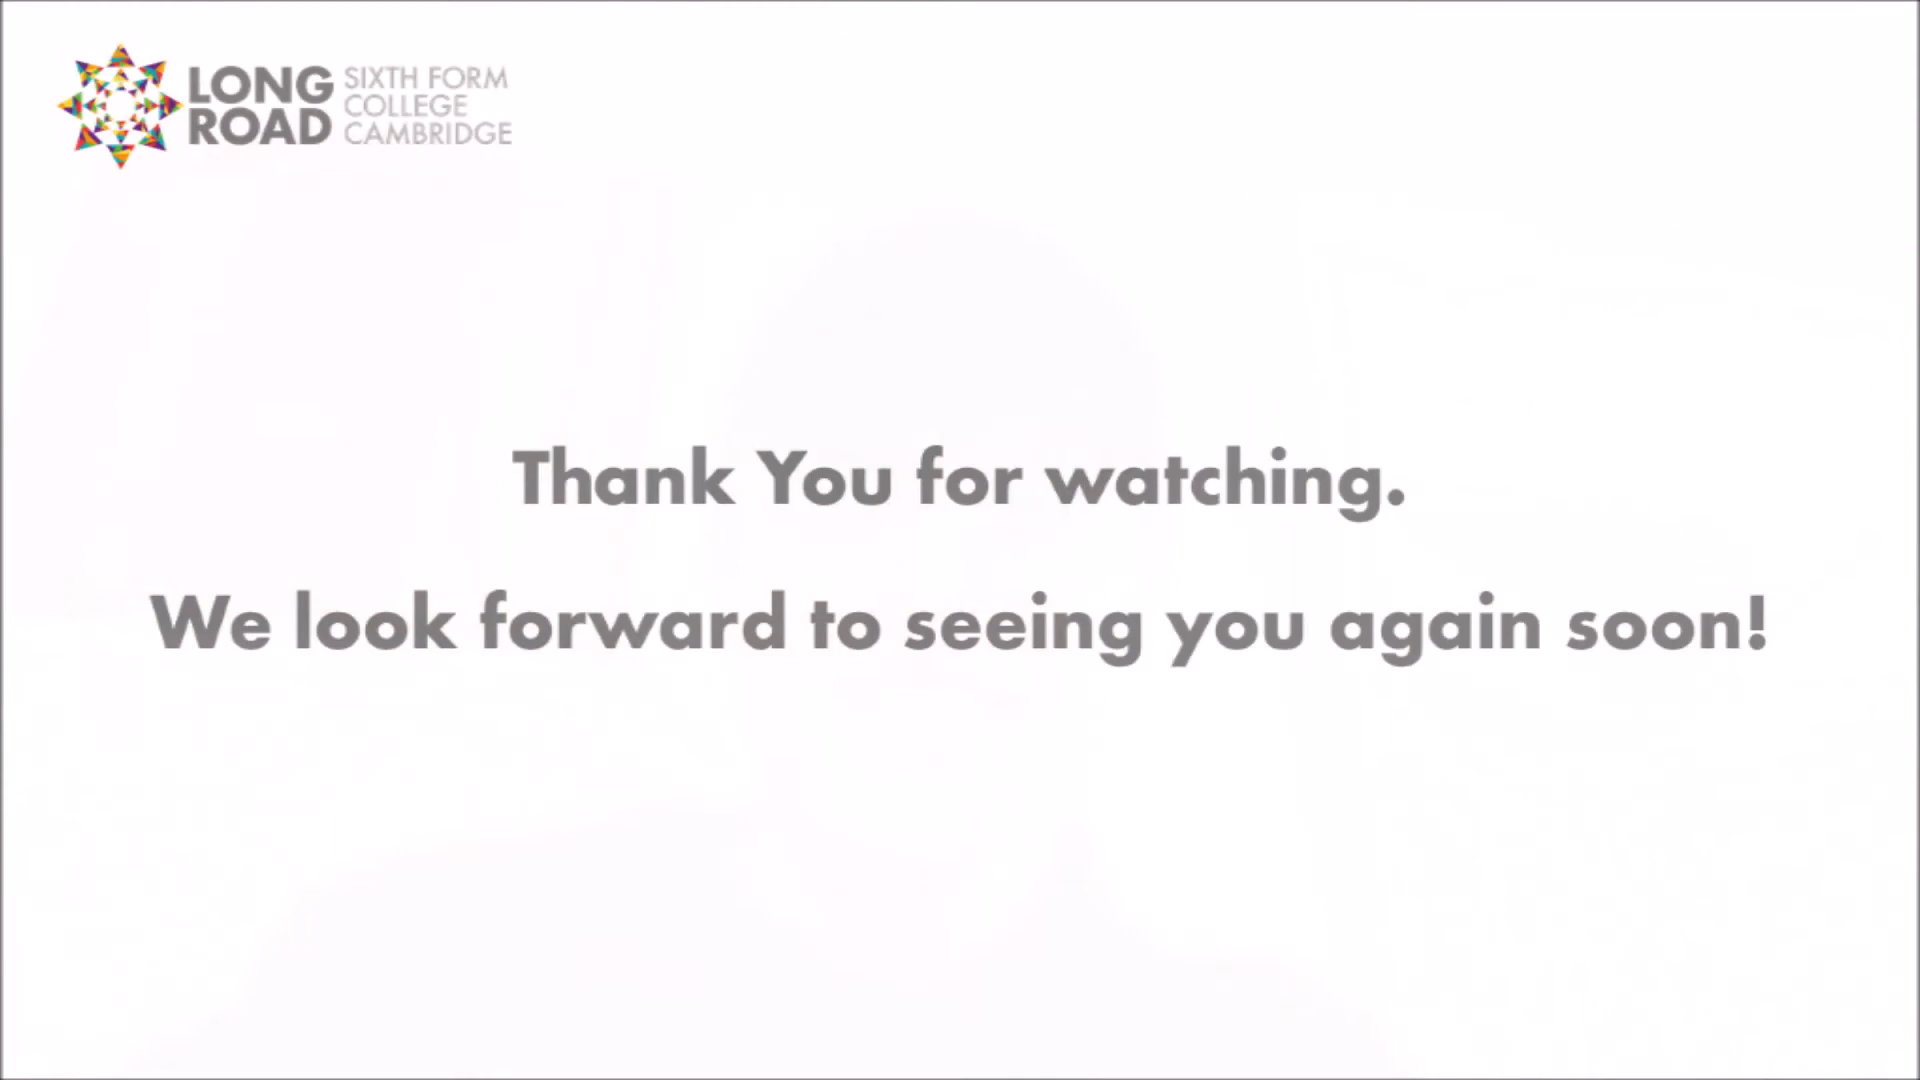 LONG ROAD
SIXTH FORM
COLLEGE
CAMBRIDGE
Thank You for watching.
We look forward to seeing you again soon!